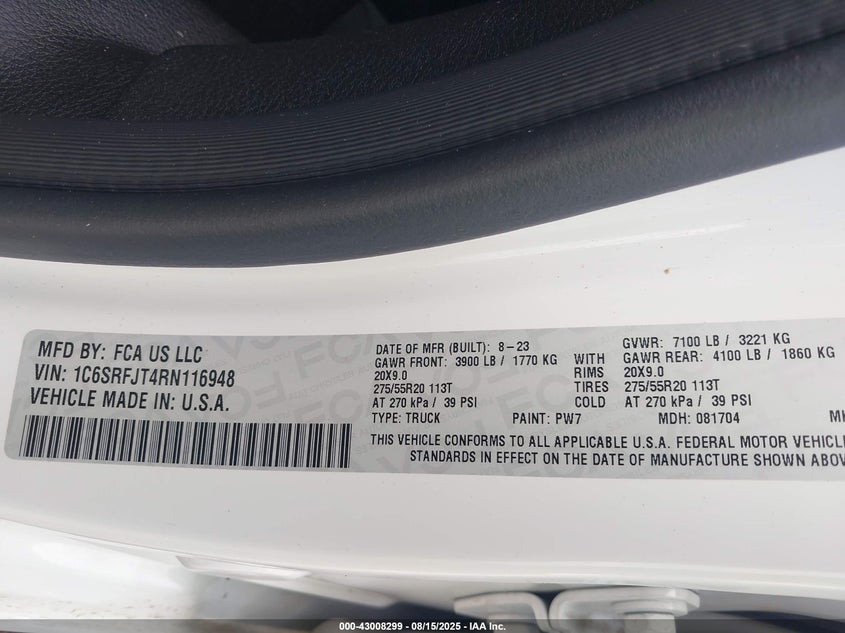 MFD BY: FCA US LLC
VIN: 1C6SRFJT4RN116948
VEHICLE MADE IN: U.S.A.
DATE OF MFR (BUILT): 8-23 GVWR: 7100 LB / 3221 KG
GAWR FRONT: 3900 LB / 1770 KG WITH GAWR REAR: 4100 LB / 1860 KG
20X9.0 RIMS 20X9.0
275/55R20 113T TIRES 275/55R20 113T
AT 270 kPa / 39 PSI COLD AT 270 kPa / 39 PSI
TYPE: TRUCK PAINT: PW7 MDH: 081704
THIS VEHICLE CONFORMS TO ALL APPLICABLE U.S.A. FEDERAL MOTOR VEHICLE
STANDARDS IN EFFECT ON THE DATE OF MANUFACTURE SHOWN ABOV
000-43008299 - 08/15/2025 - IAA Inc.